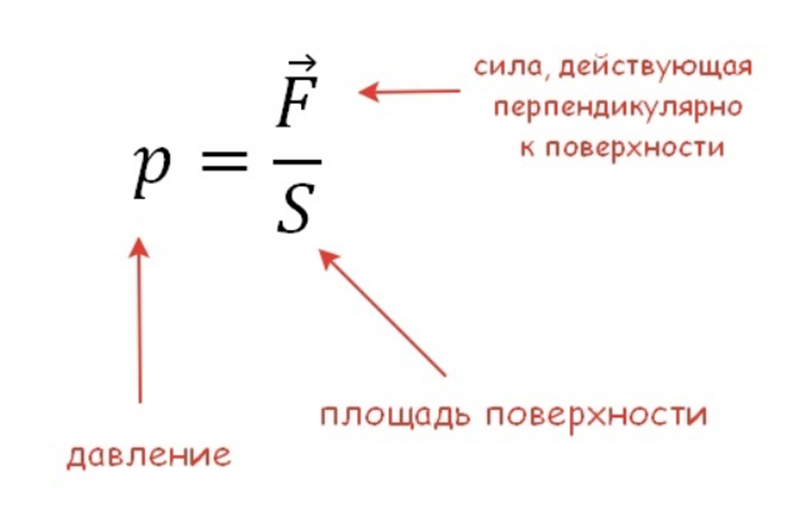 p = F⃗ / S
сила, действующая
перпендикулярно
к поверхности
площадь поверхности
давление